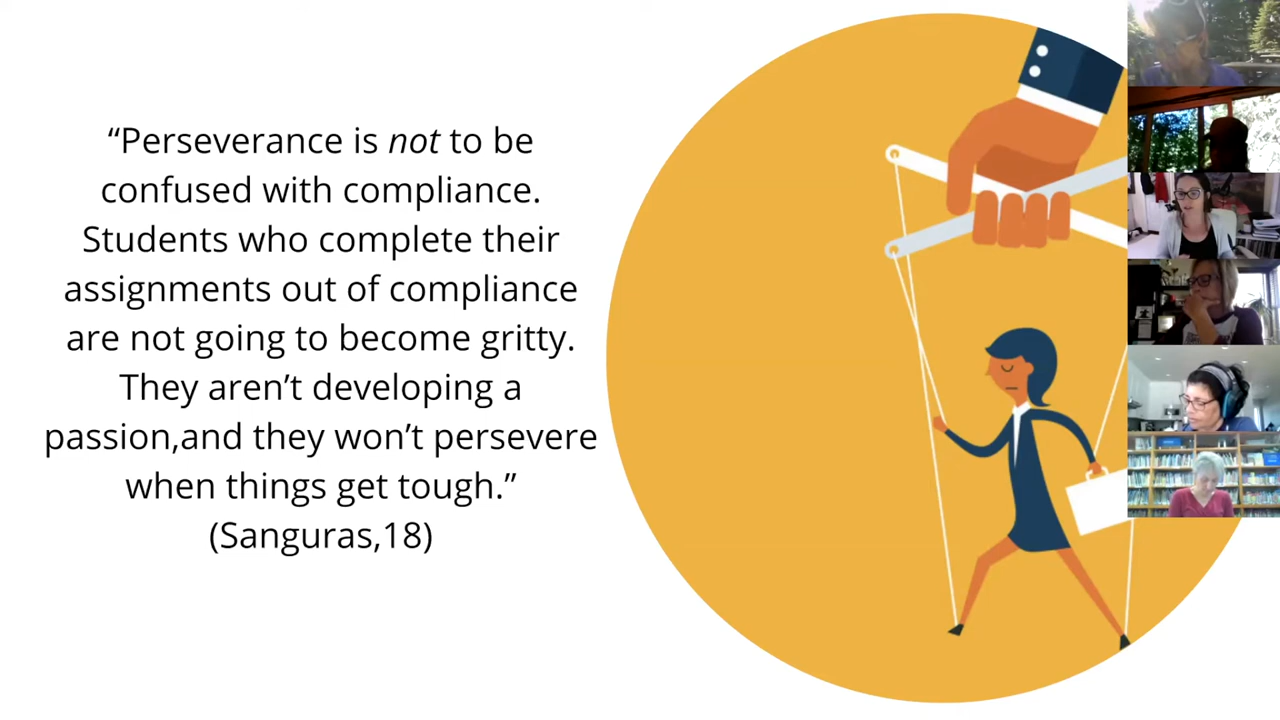 “Perseverance is not to be
confused with compliance.
Students who complete their
assignments out of compliance
are not going to become gritty.
They aren’t developing a
passion,and they won’t persevere
when things get tough.”
(Sanguras,18)